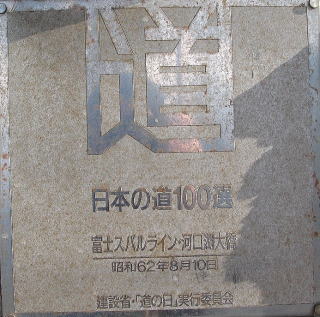 道
日本の道100選
富士スバルライン・河口湖大橋
昭和62年8月10日
建設省・「道の日」実行委員会